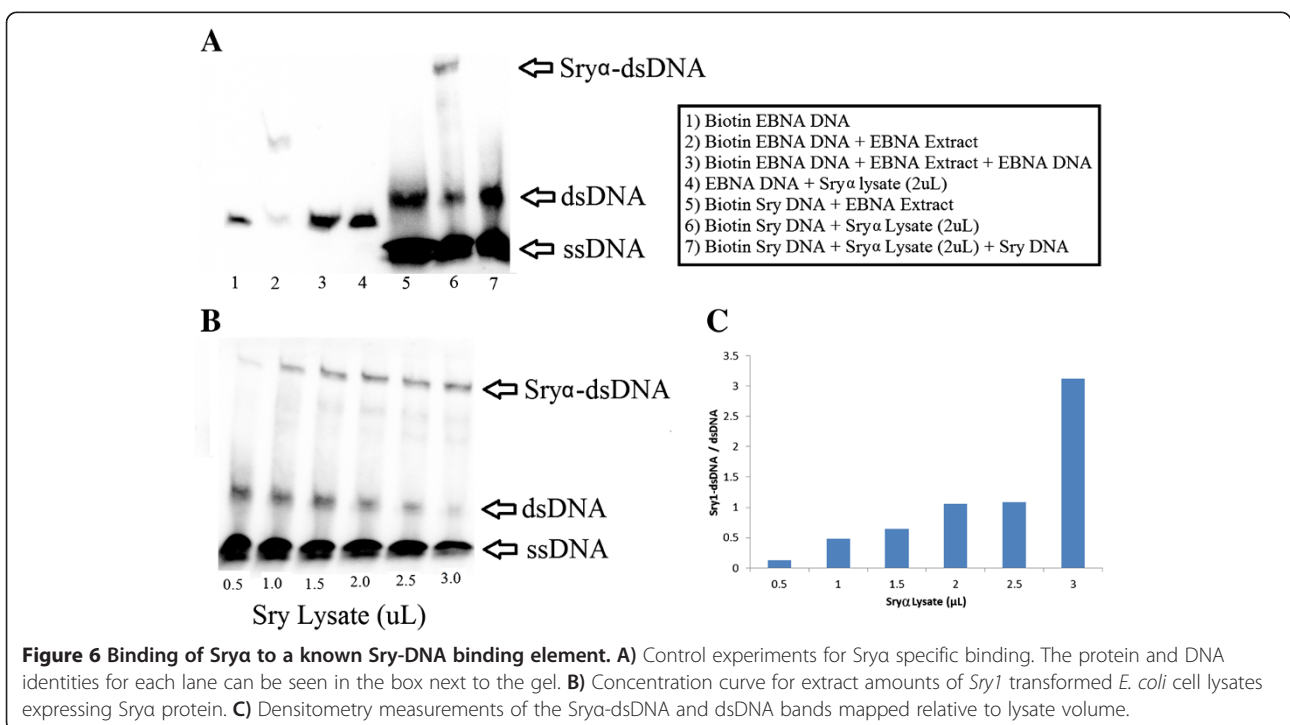 A
⇦ Sryα-dsDNA
⇦ dsDNA
⇦ ssDNA
1 2 3 4 5 6 7
1) Biotin EBNA DNA
2) Biotin EBNA DNA + EBNA Extract
3) Biotin EBNA DNA + EBNA Extract + EBNA DNA
4) EBNA DNA + Sryα lysate (2uL)
5) Biotin Sry DNA + EBNA Extract
6) Biotin Sry DNA + Sryα Lysate (2uL)
7) Biotin Sry DNA + Sryα Lysate (2uL) + Sry DNA
B
Sryα-dsDNA
dsDNA
ssDNA
0.5 1.0 1.5 2.0 2.5 3.0
Sry Lysate (uL)
C
Sry1-dsDNA / dsDNA
3.5
3
2.5
2
1.5
1
0.5
0
0.5 1 1.5 2 2.5 3
Sryα Lysate (µL)
Figure 6 Binding of Sryα to a known Sry-DNA binding element. A) Control experiments for Sryα specific binding. The protein and DNA
identities for each lane can be seen in the box next to the gel. B) Concentration curve for extract amounts of Sry1 transformed E. coli cell lysates
expressing Sryα protein. C) Densitometry measurements of the Sryα-dsDNA and dsDNA bands mapped relative to lysate volume.